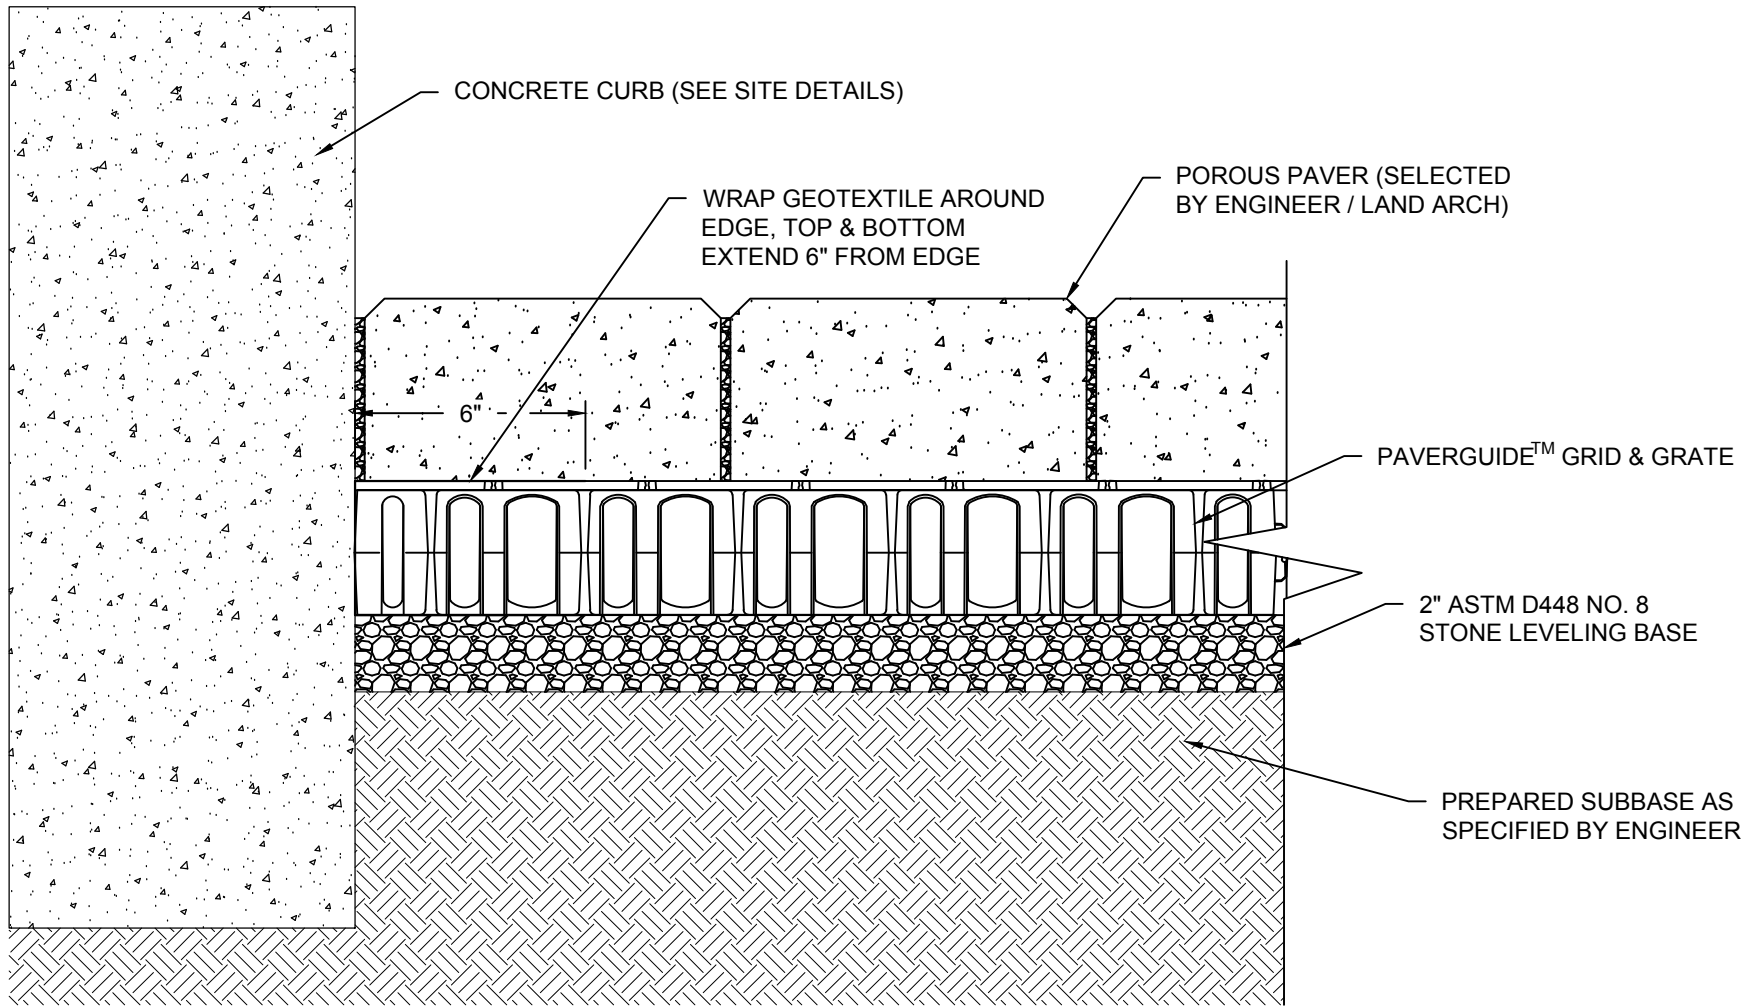 CONCRETE CURB (SEE SITE DETAILS)
WRAP GEOTEXTILE AROUND
EDGE, TOP & BOTTOM
EXTEND 6" FROM EDGE
POROUS PAVER (SELECTED
BY ENGINEER / LAND ARCH)
6"
PAVERGUIDE™ GRID & GRATE
2" ASTM D448 NO. 8
STONE LEVELING BASE
PREPARED SUBBASE AS
SPECIFIED BY ENGINEER